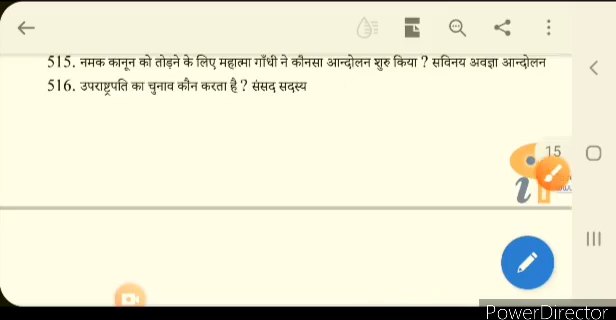 515. नमक कानून को तोड़ने के लिए महात्मा गाँधी ने कौनसा आन्दोलन शुरु किया ? सविनय अवज्ञा आन्दोलन
516. उपराष्ट्रपति का चुनाव कौन करता है ? संसद सदस्य
15
PowerDirector